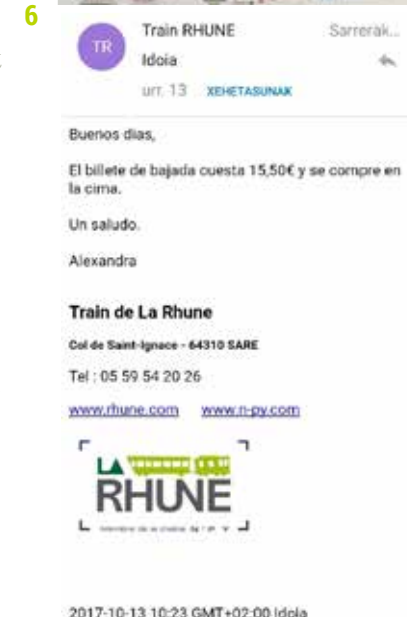 6
TR
Train RHUNE Sarrerak...
Idoia
urr. 13 XEHETASUNAK
Buenos dias,
El billete de bajada cuesta 15,50€ y se compre en
la cima.
Un saludo.
Alexandra
Train de La Rhune
Col de Saint-Ignace - 64310 SARE
Tel : 05 59 54 20 26
www.rhune.com www.n-py.com
LA
RHUNE
2017-10-13 10:23 GMT+02:00 Idoia